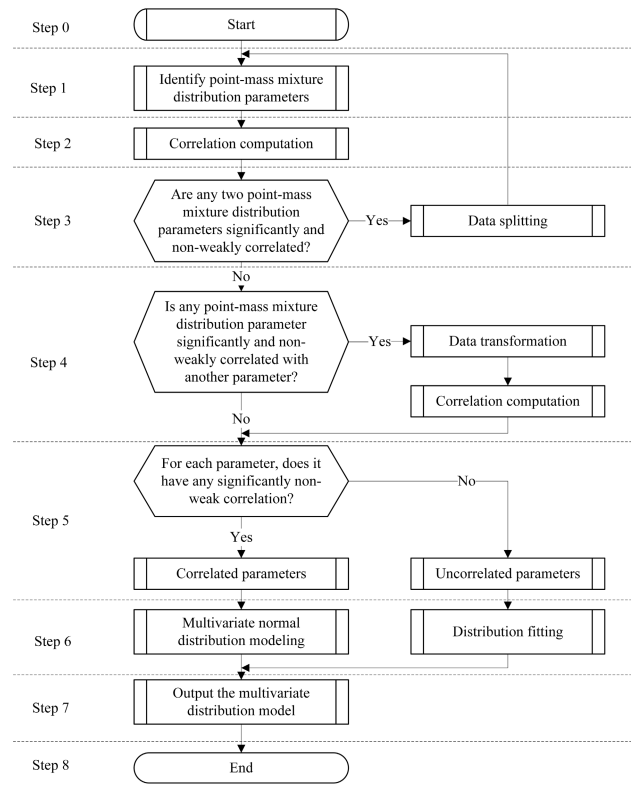 Step 0
Start
Step 1
Identify point-mass mixture
distribution parameters
Step 2
Correlation computation
Step 3
Are any two point-mass
mixture distribution
parameters significantly and
non-weakly correlated?
Yes
Data splitting
No
Step 4
Is any point-mass mixture
distribution parameter
significantly and non-
weakly correlated with
another parameter?
Yes
Data transformation
Correlation computation
No
Step 5
For each parameter, does it
have any significantly non-
weak correlation?
No
Yes
Correlated parameters
Uncorrelated parameters
Step 6
Multivariate normal
distribution modeling
Distribution fitting
Step 7
Output the multivariate
distribution model
Step 8
End